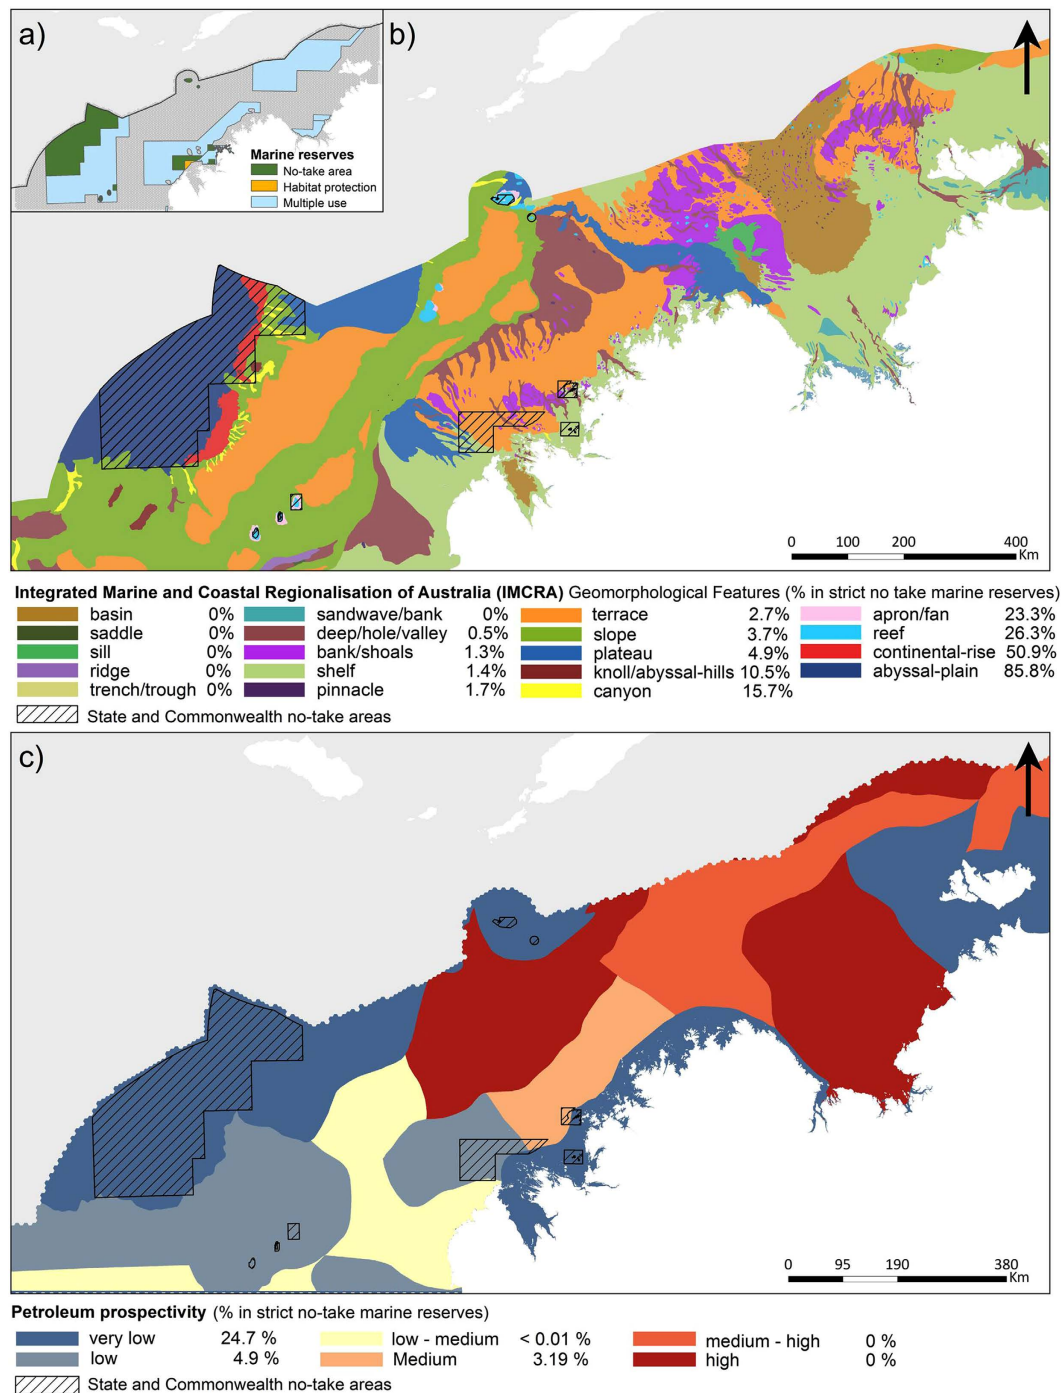 a)
b)
Marine reserves
No-take area
Habitat protection
Multiple use
0 100 200 400
Km
Integrated Marine and Coastal Regionalisation of Australia (IMCRA) Geomorphological Features (% in strict no take marine reserves)
basin 0% sandwave/bank 0% terrace 2.7% apron/fan 23.3%
saddle 0% deep/hole/valley 0.5% slope 3.7% reef 26.3%
sill 0% bank/shoals 1.3% plateau 4.9% continental-rise 50.9%
ridge 0% shelf 1.4% knoll/abyssal-hills 10.5% abyssal-plain 85.8%
trench/trough 0% pinnacle 1.7% canyon 15.7%
State and Commonwealth no-take areas
c)
0 95 190 380
Km
Petroleum prospectivity (% in strict no-take marine reserves)
very low 24.7 % low - medium < 0.01 % medium - high 0 %
low 4.9 % Medium 3.19 % high 0 %
State and Commonwealth no-take areas